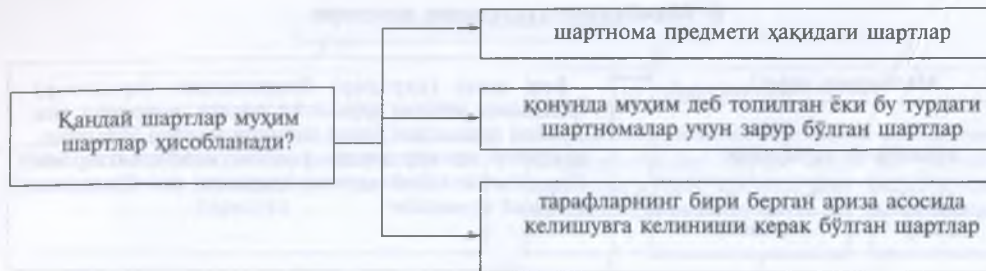 Қандай шартлар муҳим
шартлар ҳисобланади?
шартнома предмети ҳақидаги шартлар
қонунда муҳим деб топилган ёки бу турдаги
шартномалар учун зарур бўлган шартлар
тарафларнинг бири берган ариза асосида
келишувга келиниши керак бўлган шартлар